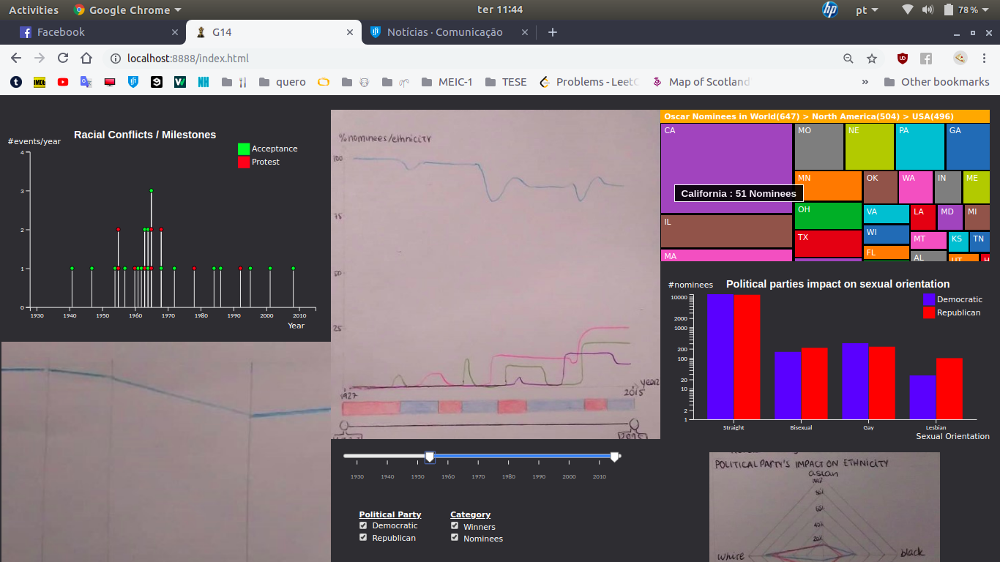 Activities Google Chrome ter 11:44 pt 78%
Facebook G14 Notícias · Comunicação
localhost:8888/index.html
quero MEIC-1 TESE Problems - LeetC Map of Scotland » Other bookmarks
Racial Conflicts / Milestones
#events/year
Acceptance
Protest
4
3
2
1
0
1930 1940 1950 1960 1970 1980 1990 2000 2010
Year
% nominees/ethnicity
100
75
50
25
year
1927 2015
1930 1940 1950 1960 1970 1980 1990 2000 2010
Political Party Category
Democratic Winners
Republican Nominees
Oscar Nominees in World(647) > North America(504) > USA(496)
CA MO NE PA GA
MN OK WA IN ME
California : 51 Nominees
OH VA LA MD MI
IL WI
TX MT KS TN
MA FL AL UT
#nominees Political parties impact on sexual orientation
Democratic
Republican
10000
2000
1000
200
100
20
10
2
1
Straight Bisexual Gay Lesbian
Sexual Orientation
POLITICAL PARTY'S IMPACT ON ETHNICITY
asian
100%
80%
60%
40%
20%
white black